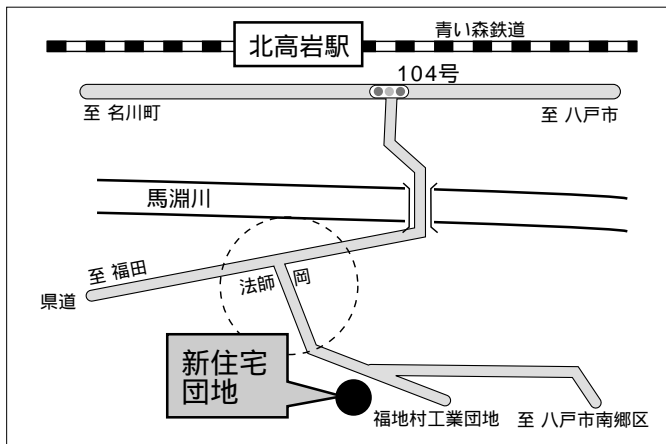 青い森鉄道
北高岩駅
104号
至 名川町
至 八戸市
馬淵川
至 福田
県道
法師 岡
新住宅
団地
福地村工業団地
至 八戸市南郷区